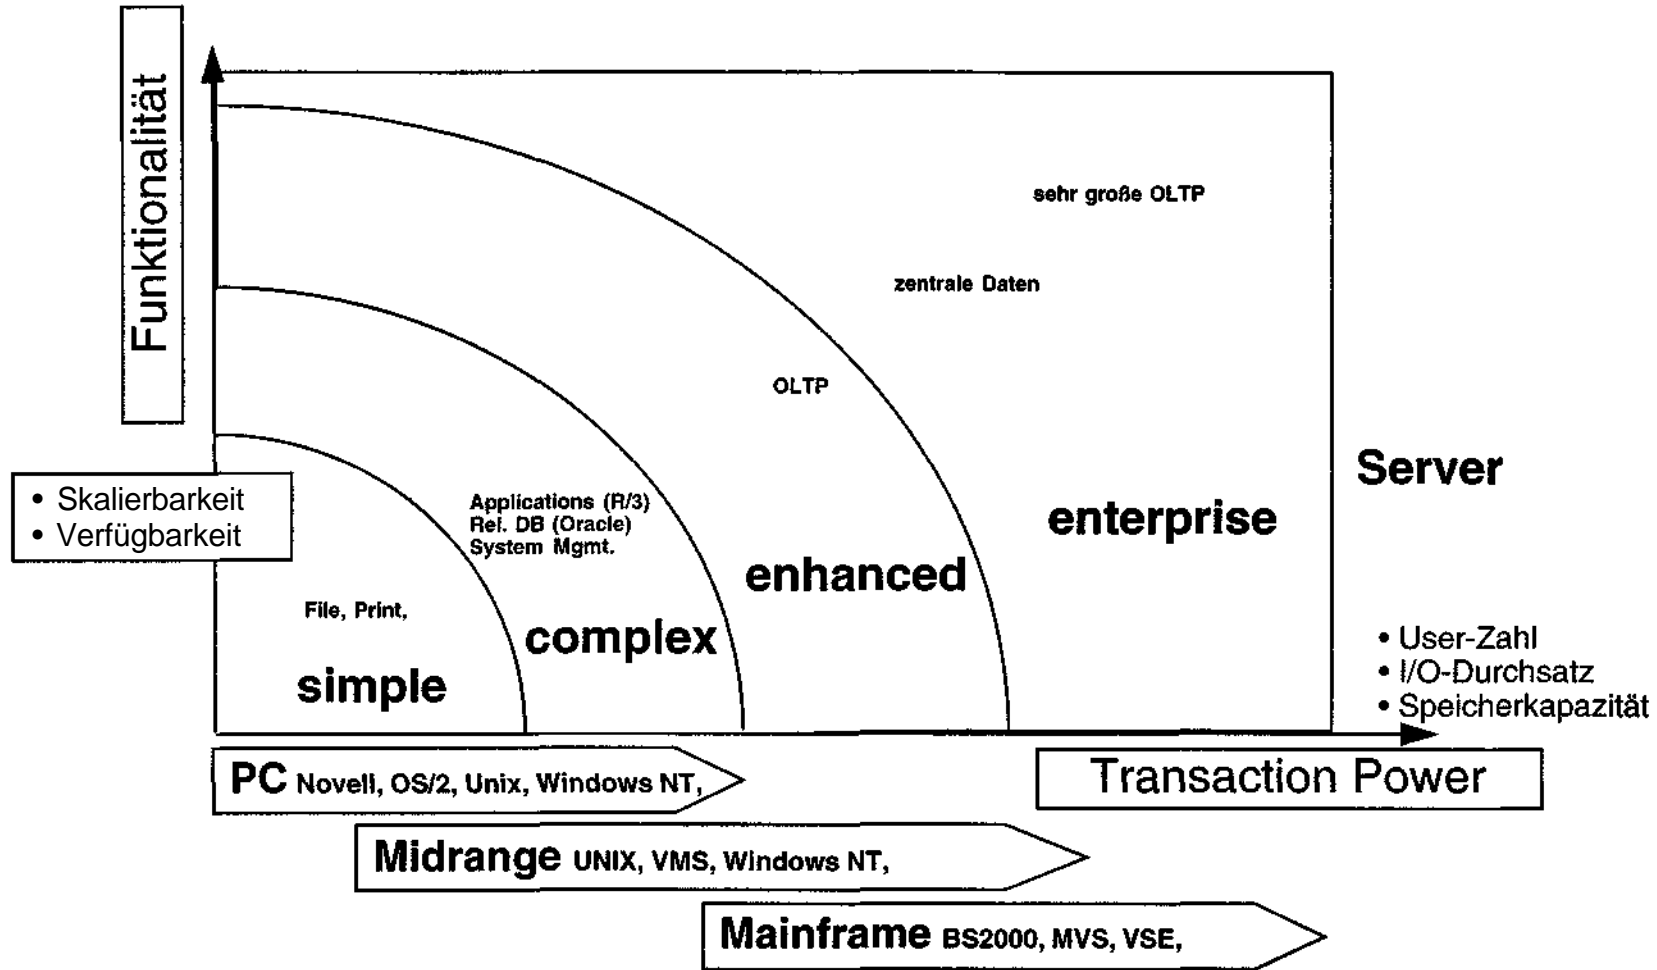 Funktionalität
sehr große OLTP
zentrale Daten
OLTP
Server
• Skalierbarkeit
• Verfügbarkeit
Applications (R/3)
Rel. DB (Oracle)
System Mgmt.
enterprise
enhanced
File, Print,
complex
simple
• User-Zahl
• I/O-Durchsatz
• Speicherkapazität
PC Novell, OS/2, Unix, Windows NT,
Transaction Power
Midrange UNIX, VMS, Windows NT,
Mainframe BS2000, MVS, VSE,